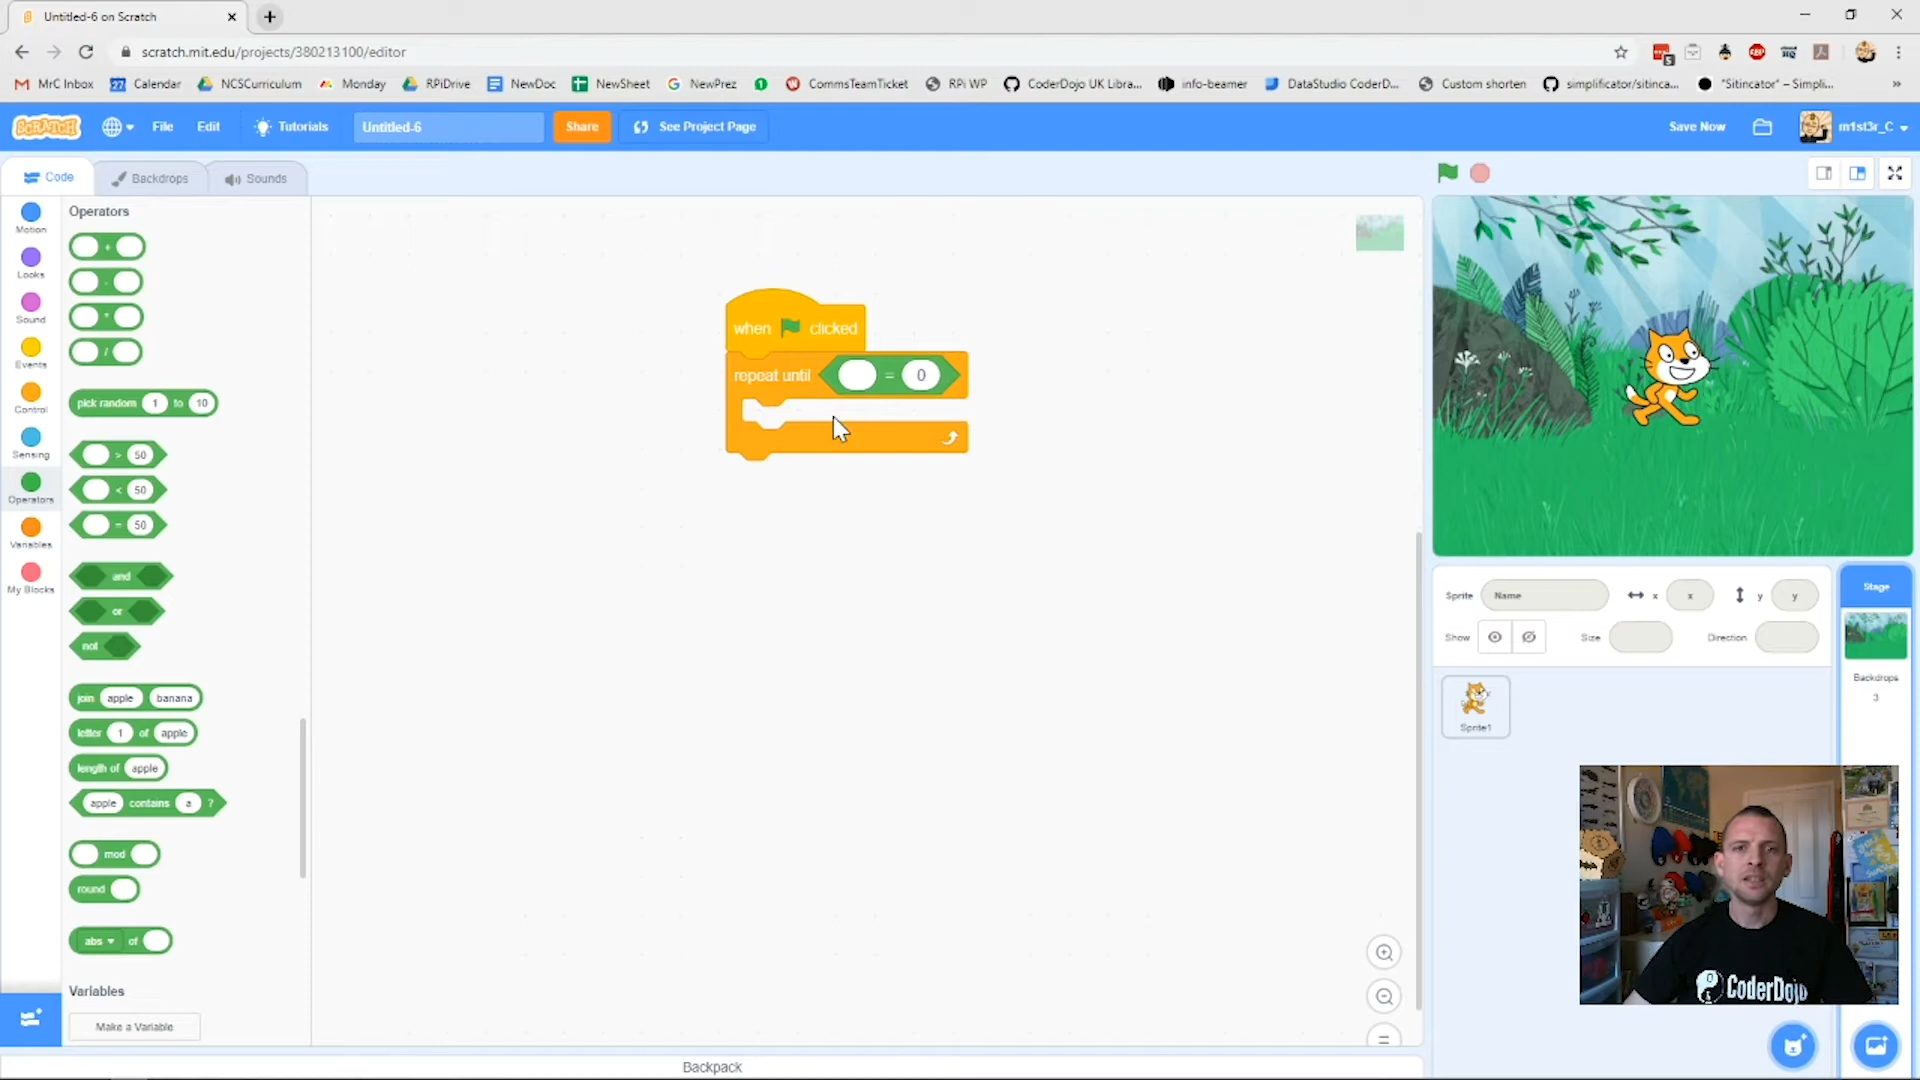 Untitled-6 on Scratch
scratch.mit.edu/projects/380213100/editor
5
MrC Inbox 27 Calendar NCSCurriculum Monday RPiDrive NewDoc NewSheet NewPrez 1 CommsTeamTicket RPi WP CoderDojo UK Libra... info-beamer DataStudio CoderD... Custom shorten simplificator/sitinca... "Sitincator" – Simpli... »
SCRATCH File Edit Tutorials Untitled-6 Share See Project Page Save Now m1st3r_C
Code Backdrops Sounds
Motion
Looks
Sound
Events
Control
Sensing
Operators
Variables
My Blocks
Operators
+
-
*
/
pick random 1 to 10
> 50
< 50
= 50
and
or
not
join apple banana
letter 1 of apple
length of apple
apple contains a ?
mod
round
abs of
Variables
Make a Variable
when clicked
repeat until = 0
Sprite Name x x y y
Show Size Direction
Sprite1
Stage
Backdrops
3
CoderDojo
Backpack